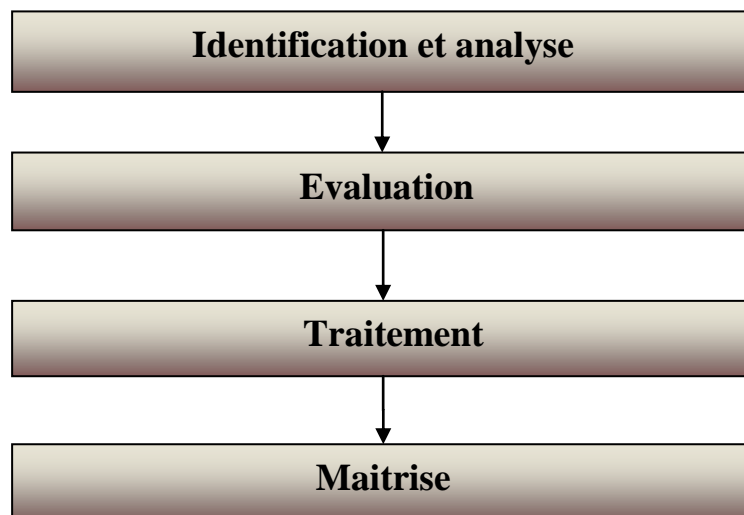 Identification et analyse
Evaluation
Traitement
Maitrise